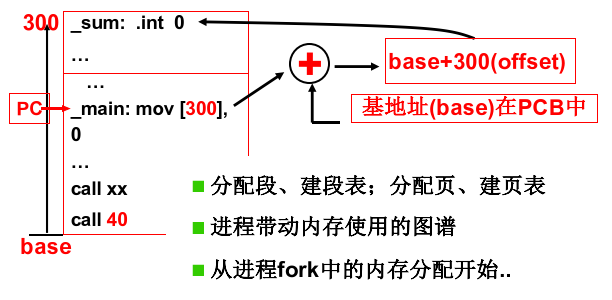 300 _sum: .int 0
…
…
PC _main: mov [300],
0
…
call xx
call 40
base
+
base+300(offset)
基地址(base)在PCB中
分配段、建段表；分配页、建页表
进程带动内存使用的图谱
从进程fork中的内存分配开始..